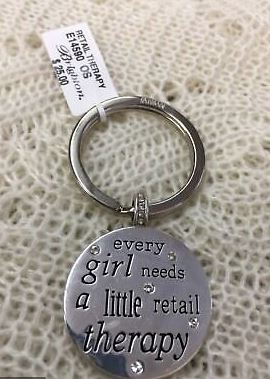 RETAIL THERAPY
E14590 OS
Brighton.
$ 25.00
every
girl needs
a little retail
therapy